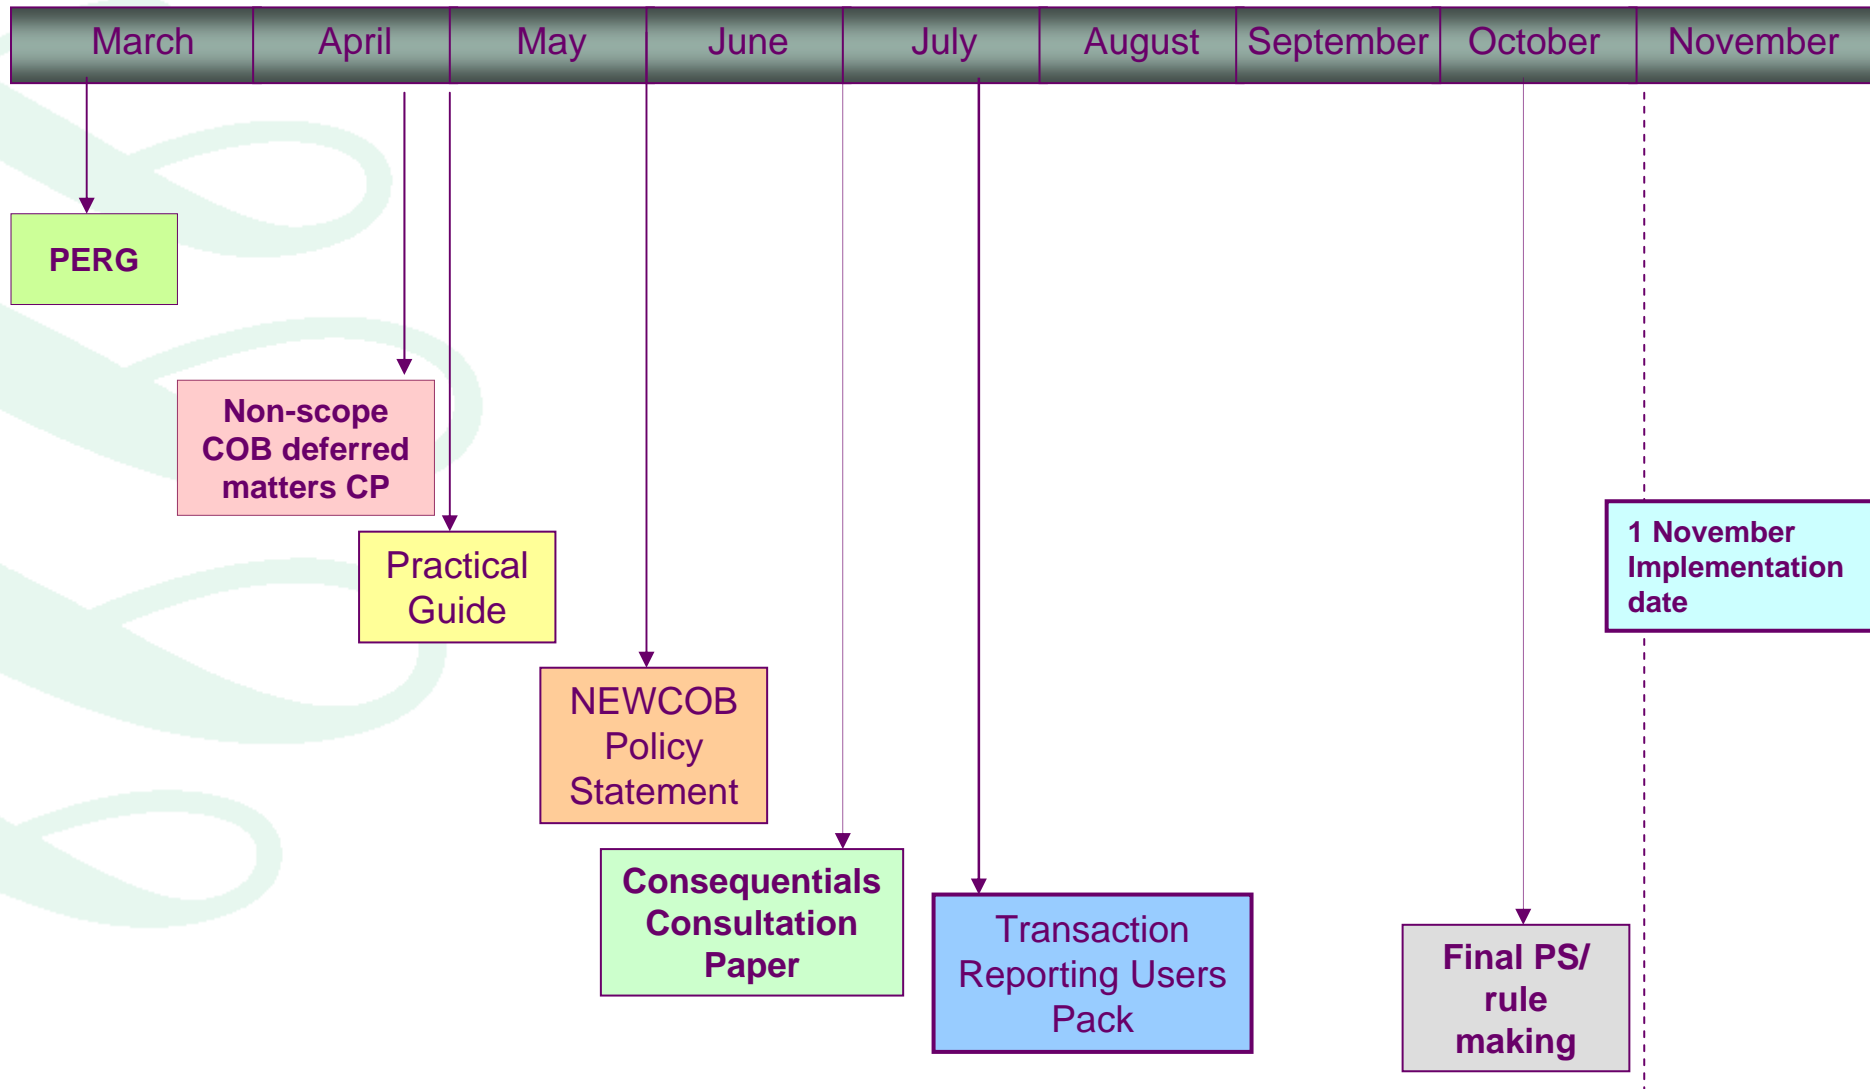 March April May June July August September October November
PERG
Non-scope
COB deferred
matters CP
Practical
Guide
1 November
Implementation
date
NEWCOB
Policy
Statement
Consequentials
Consultation
Paper
Transaction
Reporting Users
Pack
Final PS/
rule
making